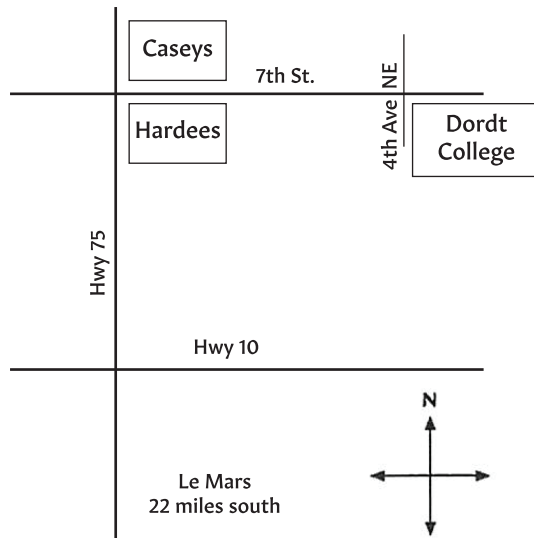 Caseys
7th St.
4th Ave NE
Hardees
Dordt
College
Hwy 75
Hwy 10
N
Le Mars
22 miles south